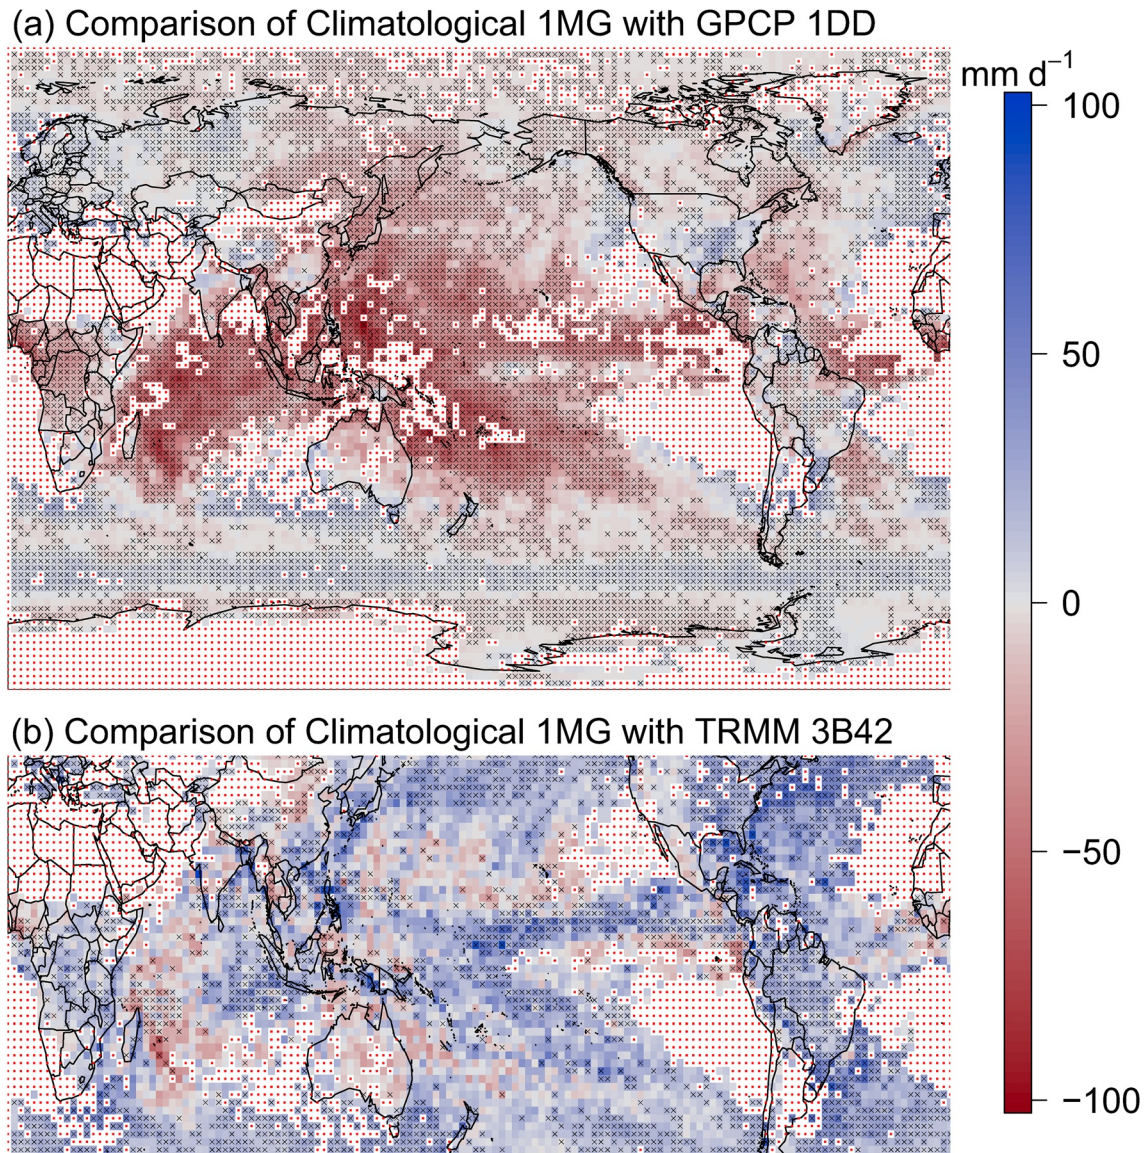 (a) Comparison of Climatological 1MG with GPCP 1DD
mm d⁻¹
100
50
0
−50
−100
(b) Comparison of Climatological 1MG with TRMM 3B42